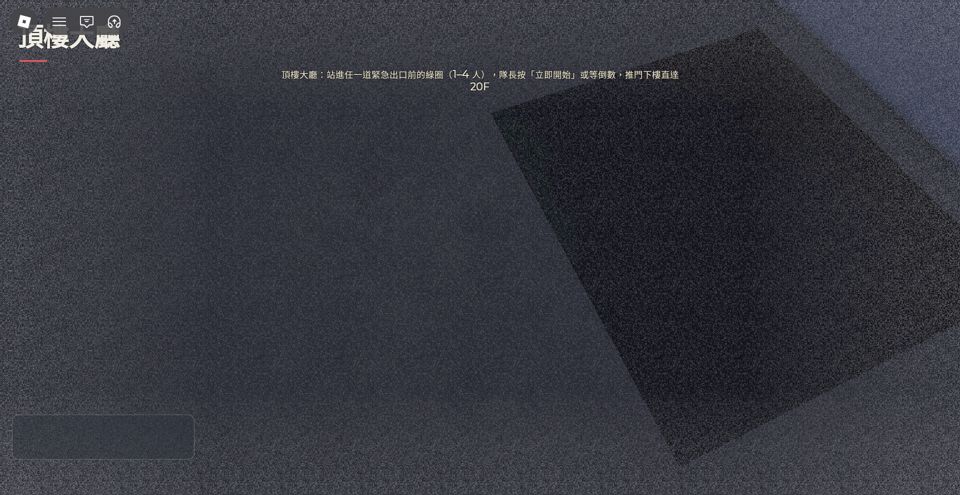 頂樓大廳
頂樓大廳：站進任一道緊急出口前的綠圈（1–4 人），隊長按「立即開始」或等倒數，推門下樓直達
20F